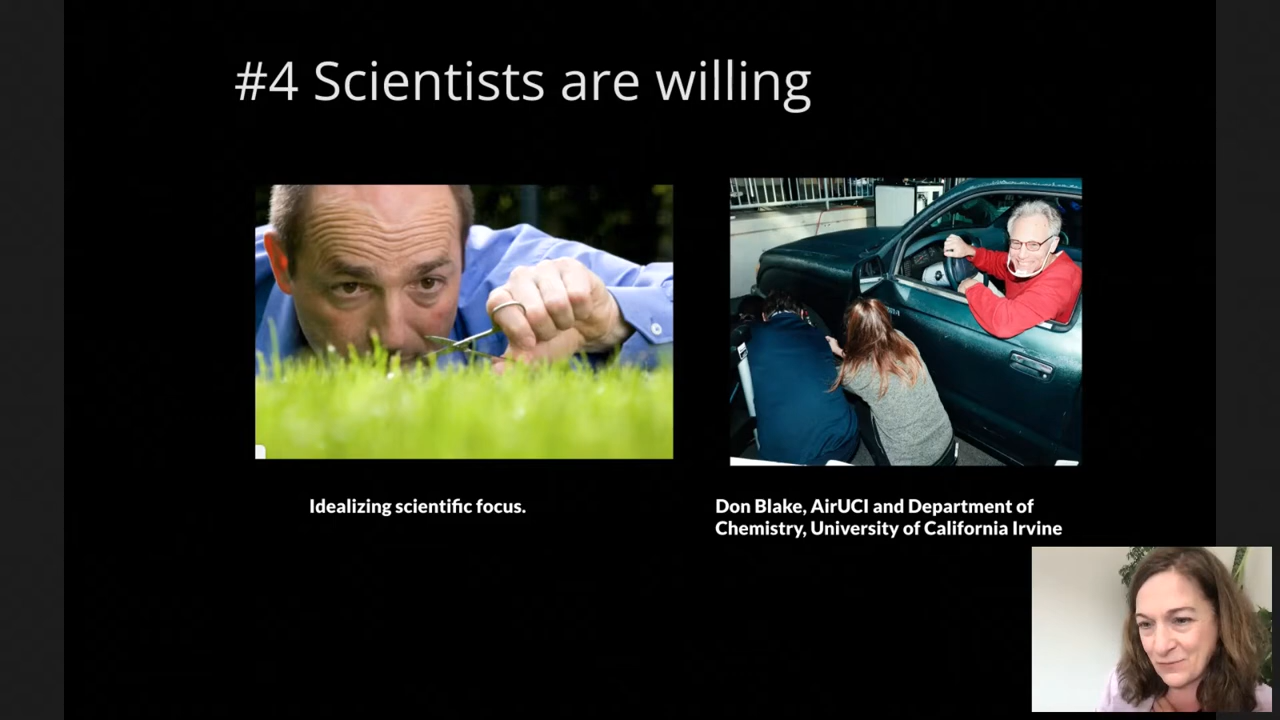 #4 Scientists are willing
Idealizing scientific focus.
Don Blake, AirUCI and Department of
Chemistry, University of California Irvine